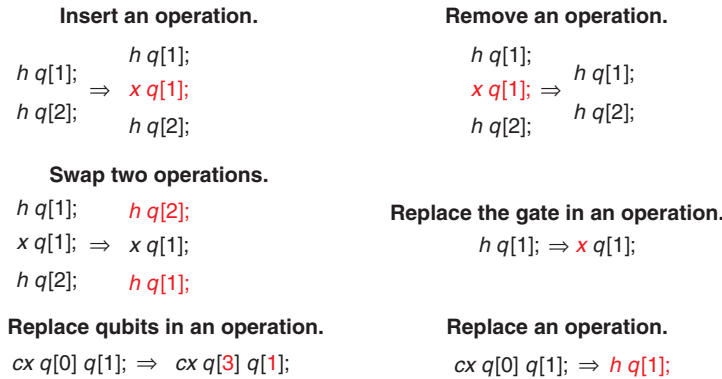 Insert an operation.
h q[1];
h q[2];
⇒
h q[1];
x q[1];
h q[2];
Remove an operation.
h q[1];
x q[1]; ⇒
h q[2];
h q[1];
h q[2];
Swap two operations.
h q[1]; h q[2];
x q[1]; ⇒ x q[1];
h q[2]; h q[1];
Replace the gate in an operation.
h q[1]; ⇒ x q[1];
Replace qubits in an operation.
cx q[0] q[1]; ⇒ cx q[3] q[1];
Replace an operation.
cx q[0] q[1]; ⇒ h q[1];